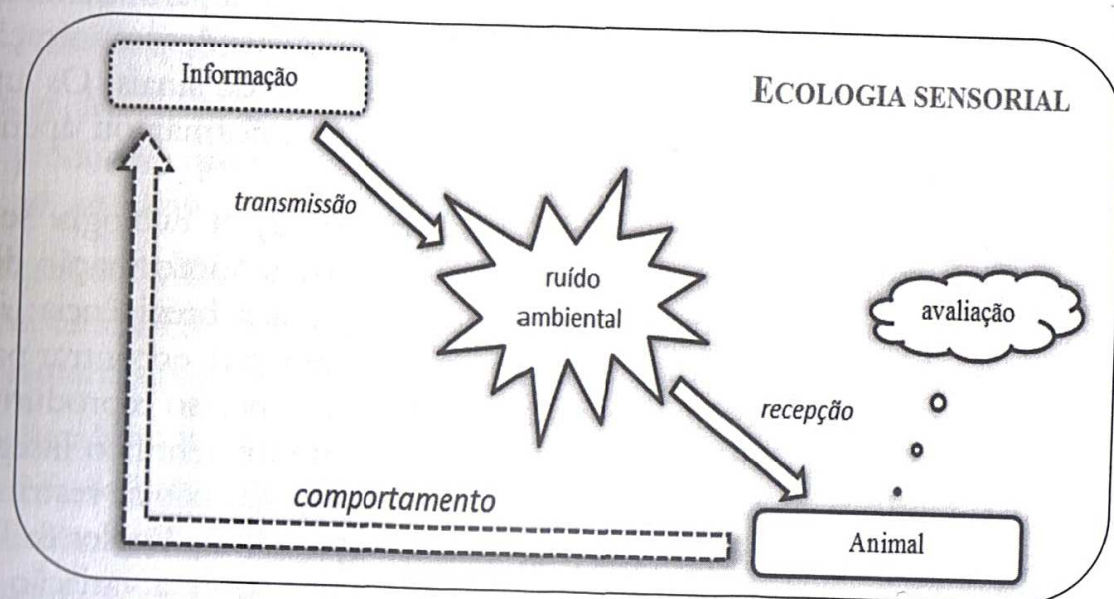 ECOLOGIA SENSORIAL
Informação
transmissão
ruído
ambiental
avaliação
recepção
comportamento
Animal